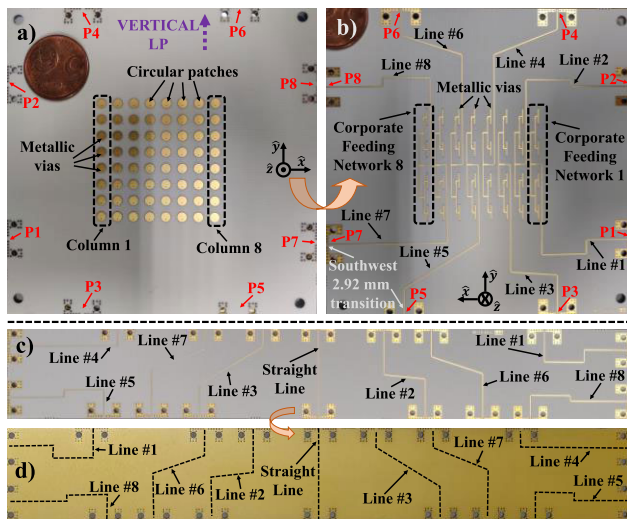 a)
P4
VERTICAL
LP
P6
Circular patches
P2
P8
Metallic
vias
ŷ
ẑ
x̂
P1
Column 1
Column 8
P7
P3
P5
b)
P6
Line #6
P4
Line #4
Line #2
P8
Line #8
Metallic
vias
P2
Corporate
Feeding
Network 8
Corporate
Feeding
Network 1
Line #7
P7
Line #5
P1
Line #1
Southwest
2.92 mm
transition
x̂
ŷ
ẑ
Line #3
P5
P3
c)
Line #4
Line #7
Line #5
Line #3
Straight
Line
Line #2
Line #1
Line #6
Line #8
d)
Line #1
Line #8
Line #6
Line #2
Straight
Line
Line #3
Line #7
Line #4
Line #5